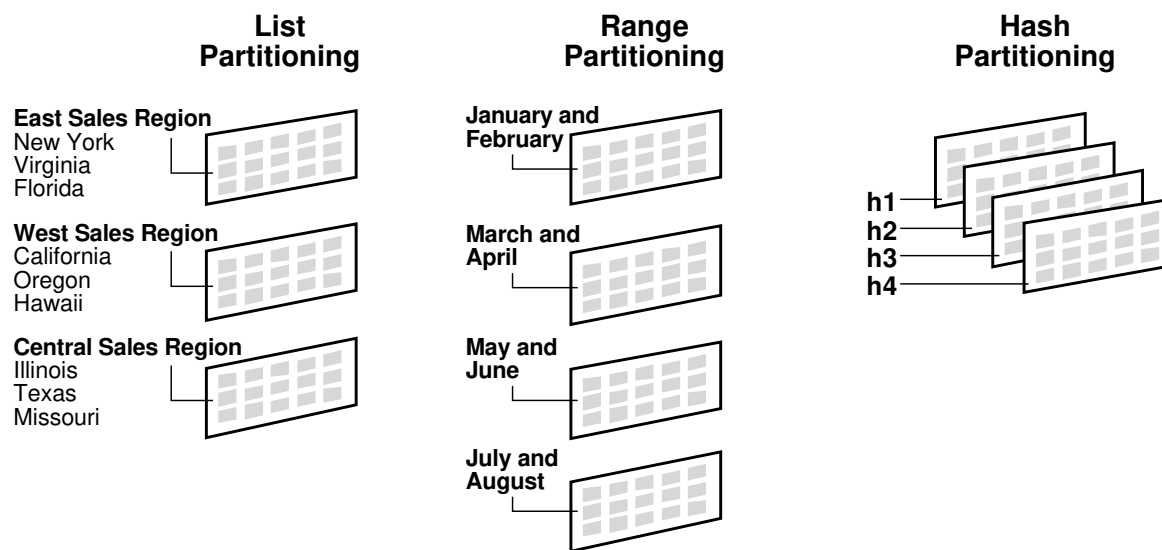 List
Partitioning
East Sales Region
New York
Virginia
Florida
West Sales Region
California
Oregon
Hawaii
Central Sales Region
Illinois
Texas
Missouri
Range
Partitioning
January and
February
March and
April
May and
June
July and
August
Hash
Partitioning
h1
h2
h3
h4